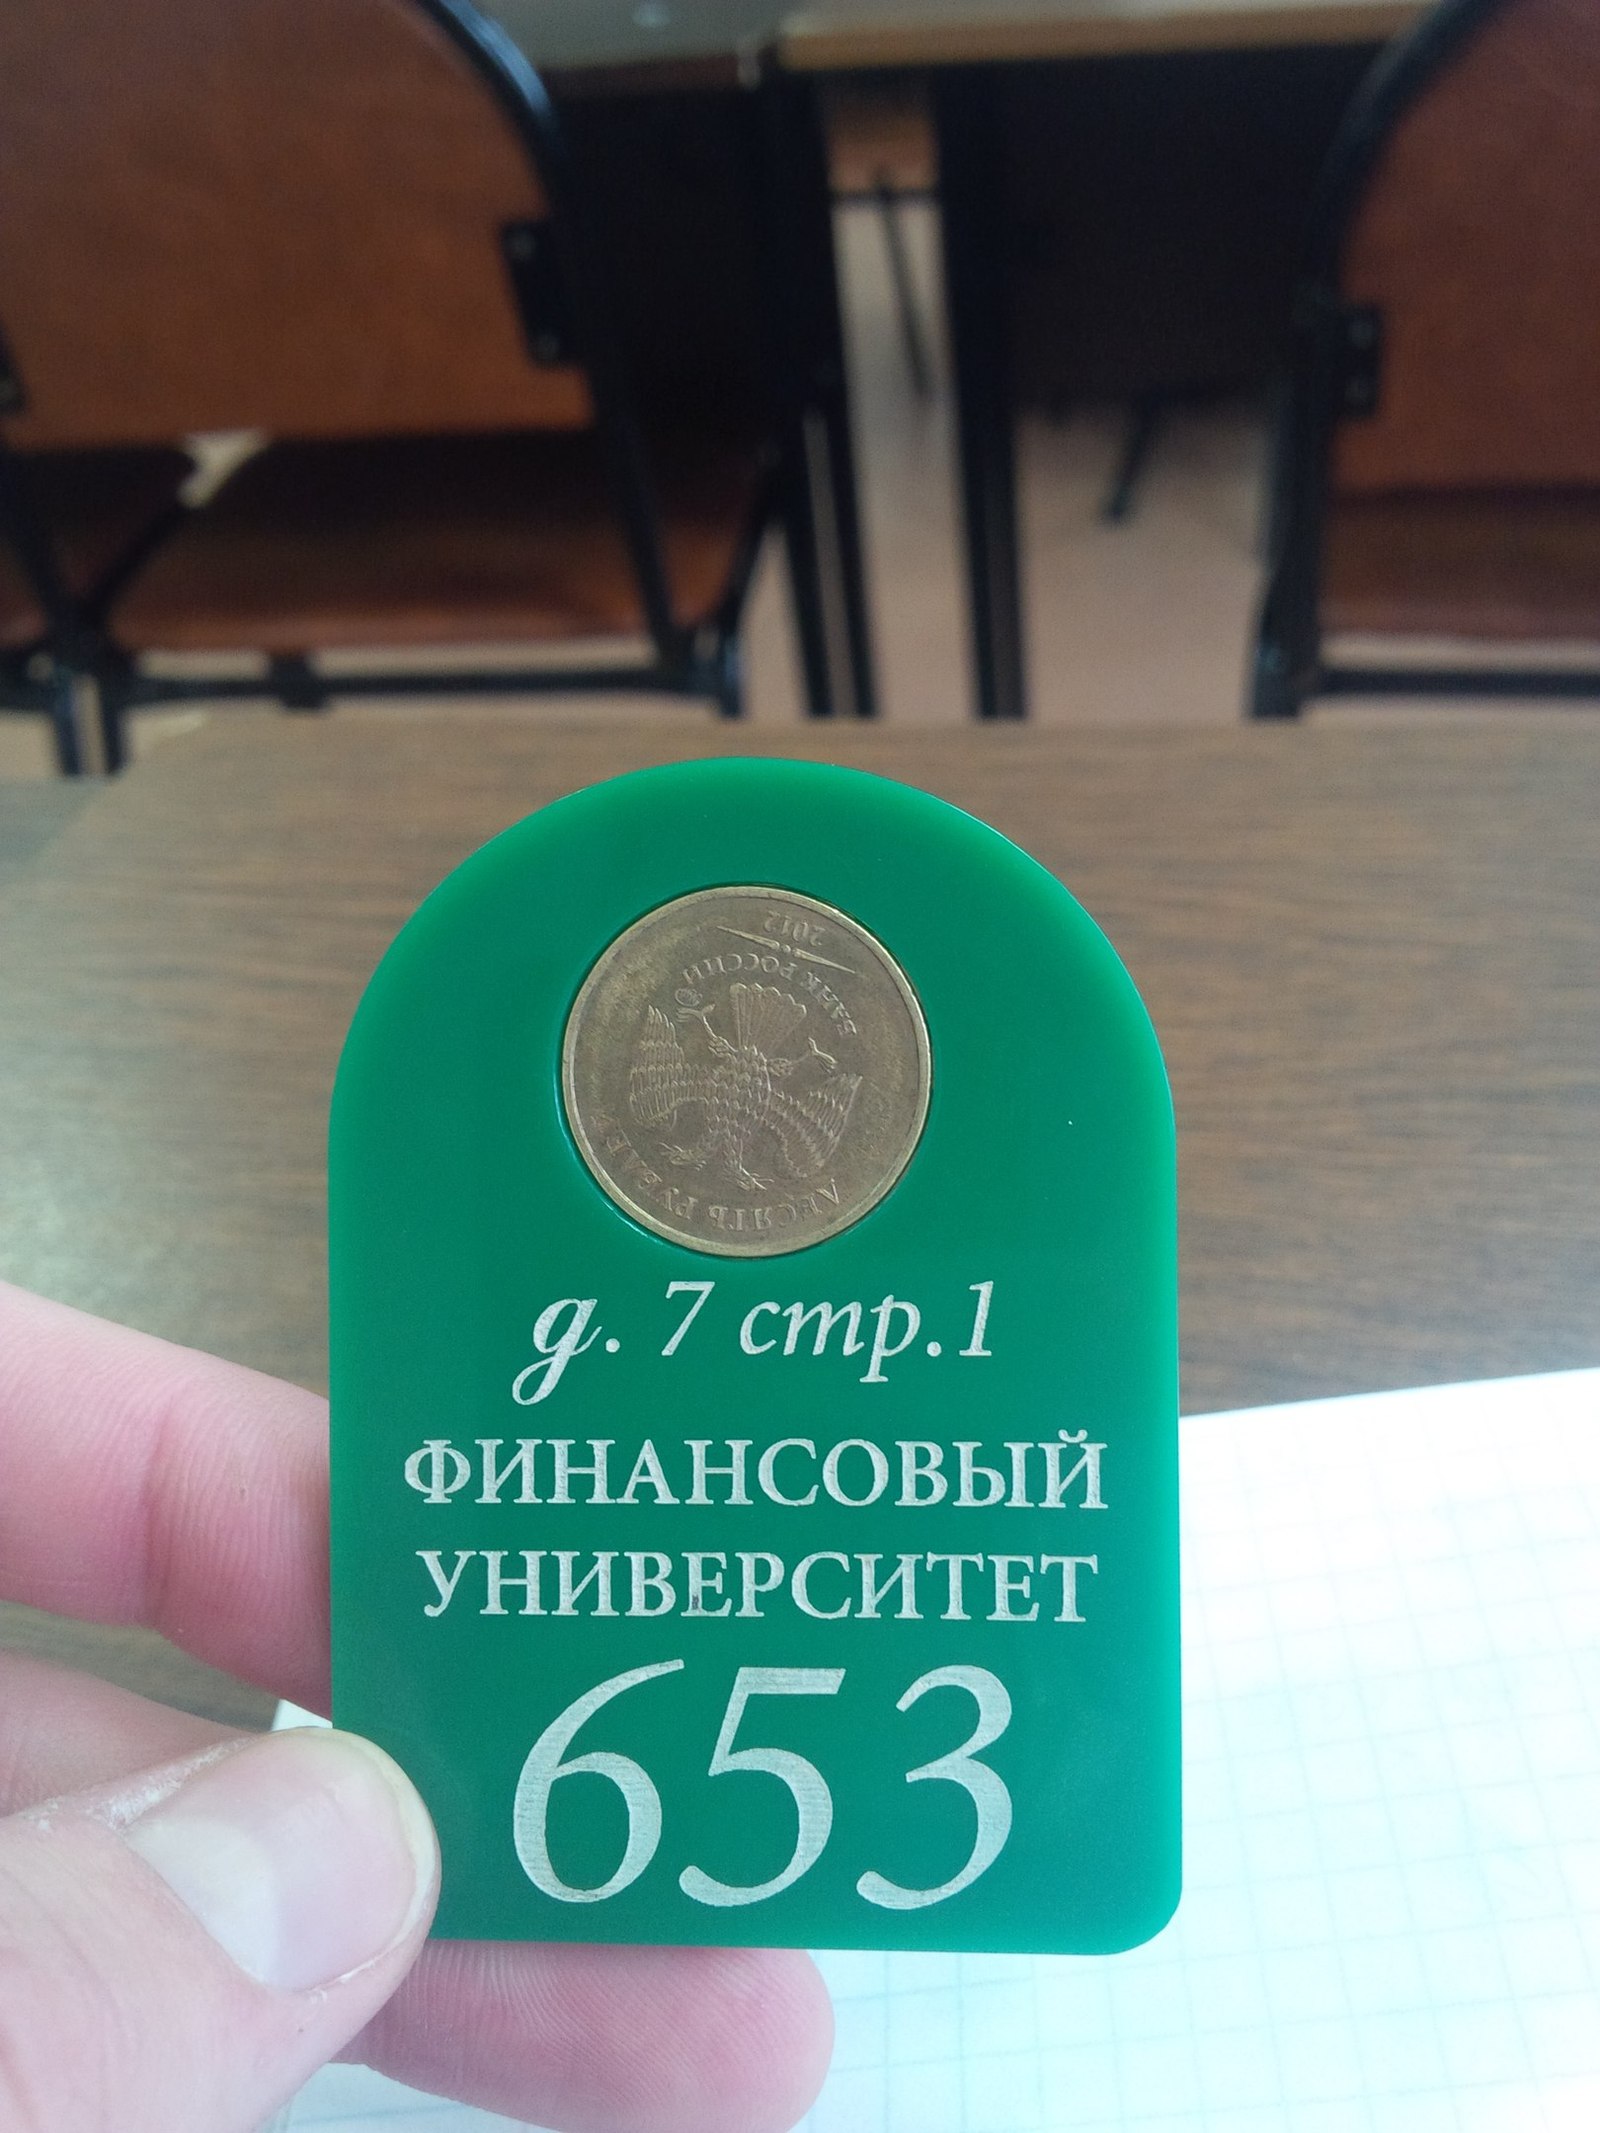 2012
БАНК РОССИИ
ДЕСЯТЬ РУБЛЕЙ
д. 7 стр.1
ФИНАНСОВЫЙ
УНИВЕРСИТЕТ
653